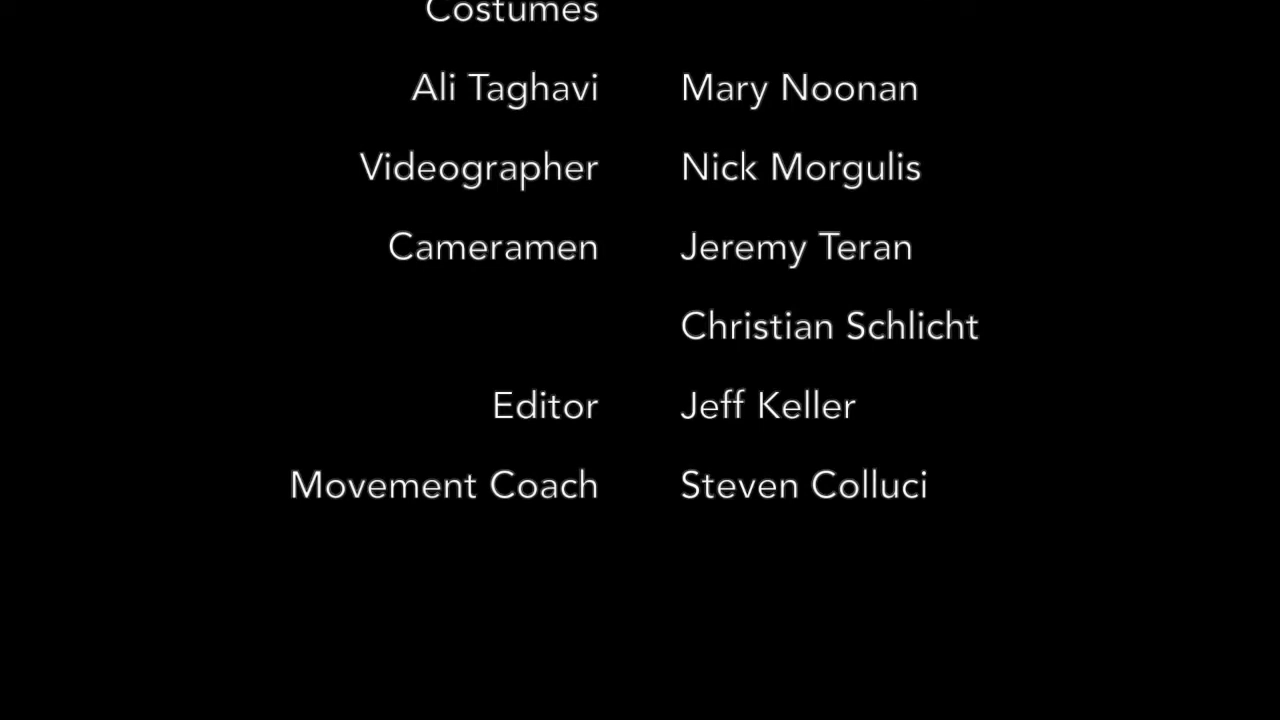 Costumes
Ali Taghavi Mary Noonan
Videographer Nick Morgulis
Cameramen Jeremy Teran
Christian Schlicht
Editor Jeff Keller
Movement Coach Steven Colluci